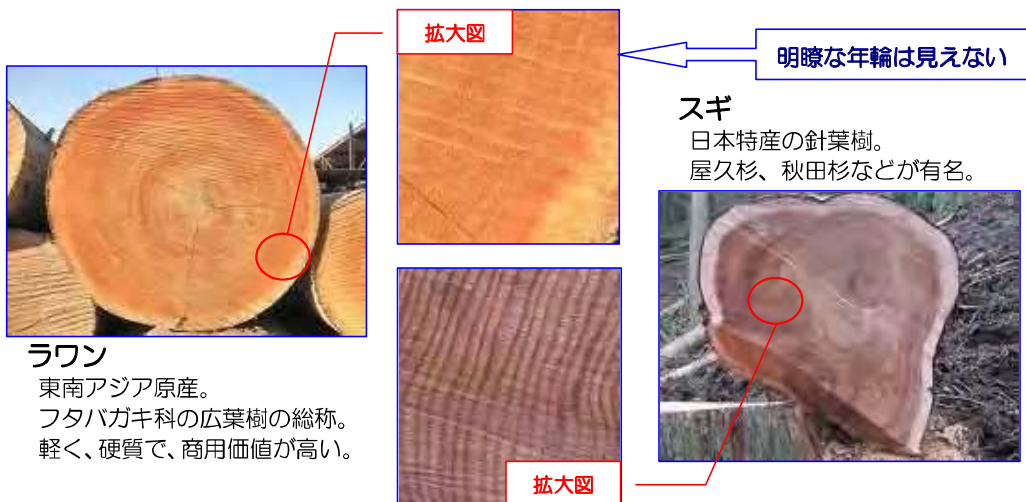 拡大図
明瞭な年輪は見えない
スギ
日本特産の針葉樹。
屋久杉、秋田杉などが有名。
ラワン
東南アジア原産。
フタバガキ科の広葉樹の総称。
軽く、硬質で、商用価値が高い。
拡大図